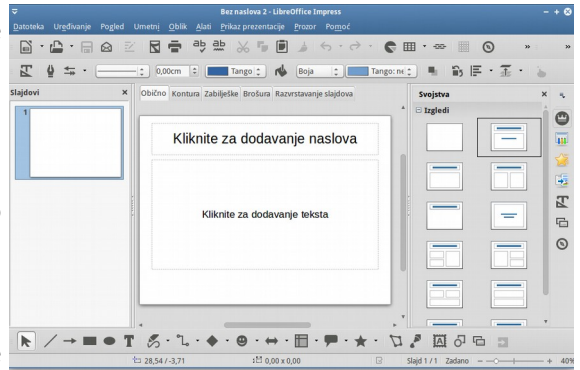 Bez naslova 2 - LibreOffice Impress
Datoteka Uređivanje Pogled Umetni Oblik Alati Prikaz prezentacije Prozor Pomoć
0,00cm Tango Boja Tango: ne
Slajdovi
Obično Kontura Zabilješke Brošura Razvrstavanje slajdova
Svojstva
Izgledi
1
Kliknite za dodavanje naslova
Kliknite za dodavanje teksta
28,54 / -3,71 0,00 x 0,00 Slajd 1 / 1 Zadano 40%